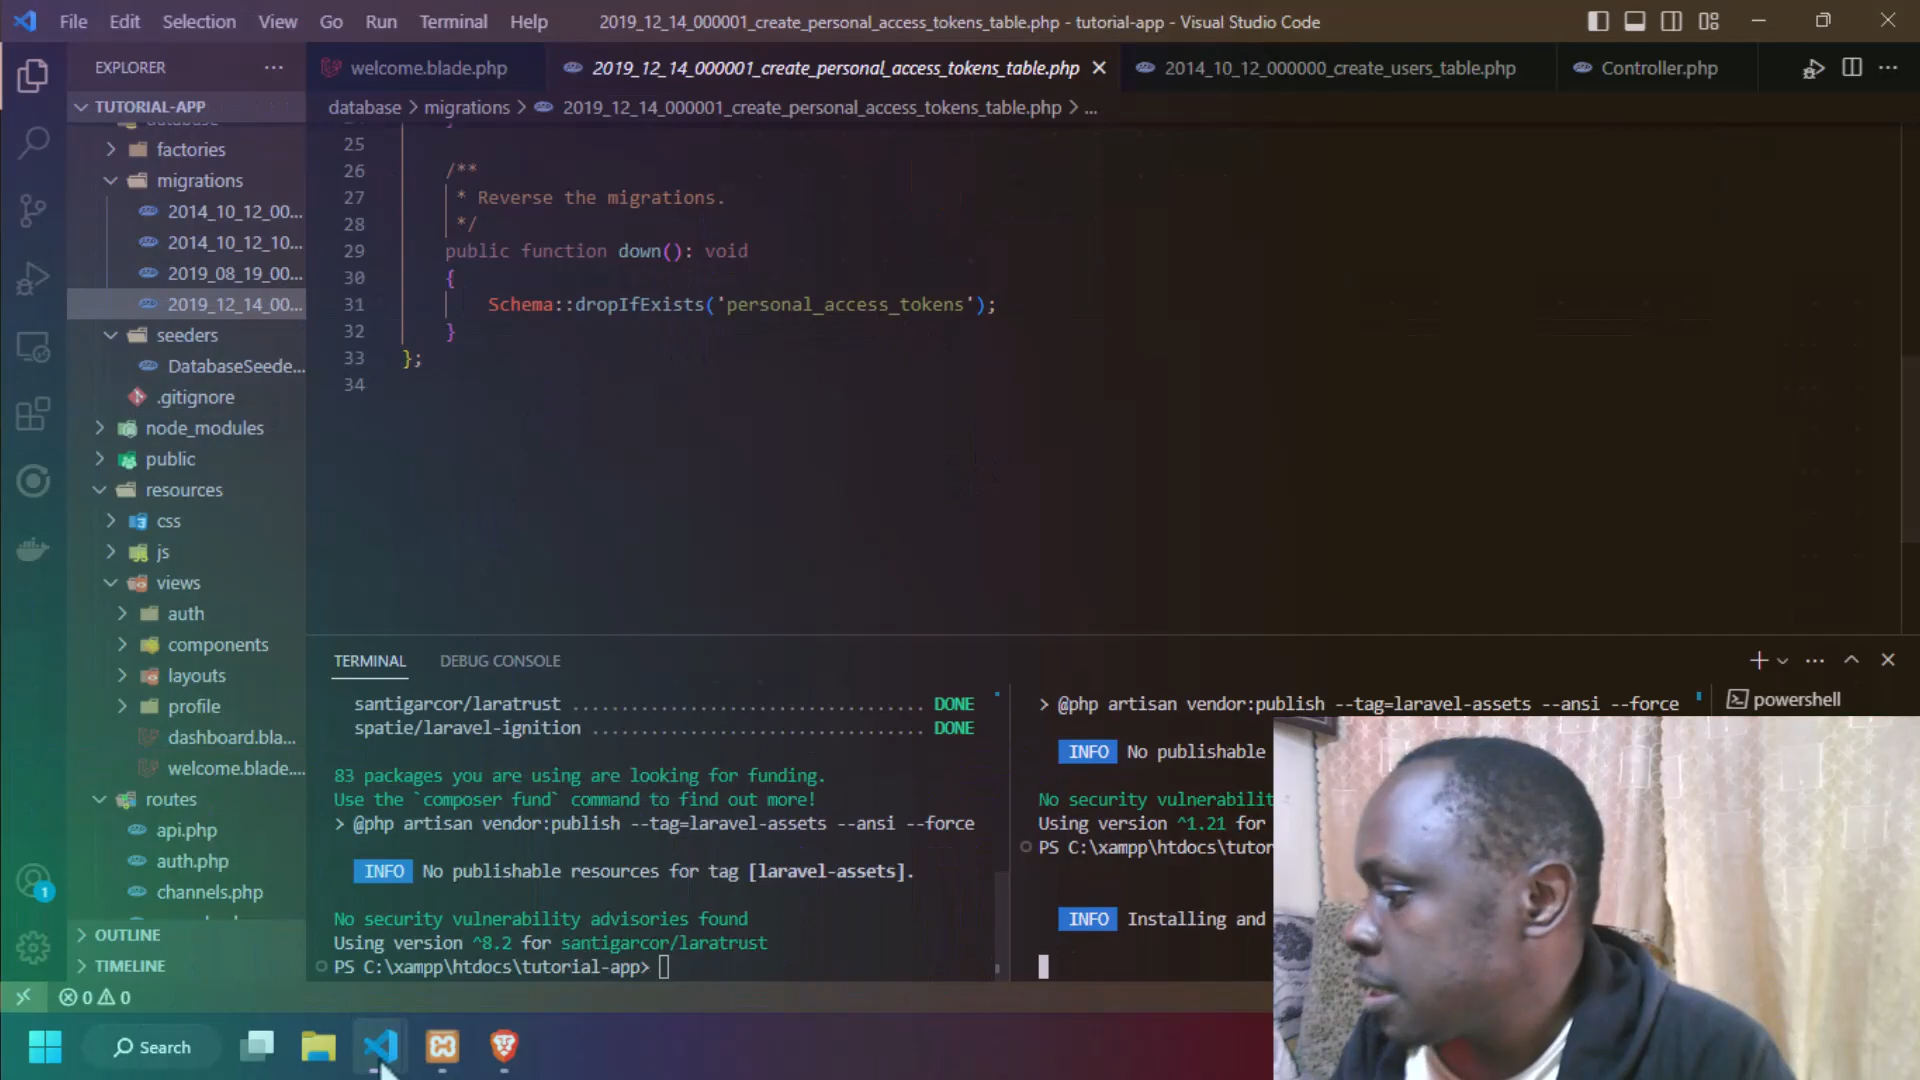 File Edit Selection View Go Run Terminal Help
2019_12_14_000001_create_personal_access_tokens_table.php - tutorial-app - Visual Studio Code
EXPLORER
TUTORIAL-APP
database
factories
migrations
2014_10_12_00...
2014_10_12_10...
2019_08_19_00...
2019_12_14_00...
seeders
DatabaseSeede...
.gitignore
node_modules
public
resources
css
js
views
auth
components
layouts
profile
dashboard.bla...
welcome.blade....
routes
api.php
auth.php
channels.php
OUTLINE
TIMELINE
welcome.blade.php
2019_12_14_000001_create_personal_access_tokens_table.php
2014_10_12_000000_create_users_table.php
Controller.php
database > migrations > 2019_12_14_000001_create_personal_access_tokens_table.php > ...
25
26 /**
27 * Reverse the migrations.
28 */
29 public function down(): void
30 {
31 Schema::dropIfExists('personal_access_tokens');
32 }
33 };
34
TERMINAL
DEBUG CONSOLE
santigarcor/laratrust ................................ DONE
spatie/laravel-ignition .............................. DONE
83 packages you are using are looking for funding.
Use the `composer fund` command to find out more!
> @php artisan vendor:publish --tag=laravel-assets --ansi --force
INFO No publishable resources for tag [laravel-assets].
No security vulnerability advisories found
Using version ^8.2 for santigarcor/laratrust
PS C:\xampp\htdocs\tutorial-app>
> @php artisan vendor:publish --tag=laravel-assets --ansi --force
INFO No publishable
No security vulnerabilit
Using version ^1.21 for
PS C:\xampp\htdocs\tutor
INFO Installing and
powershell
1
0 0
Search